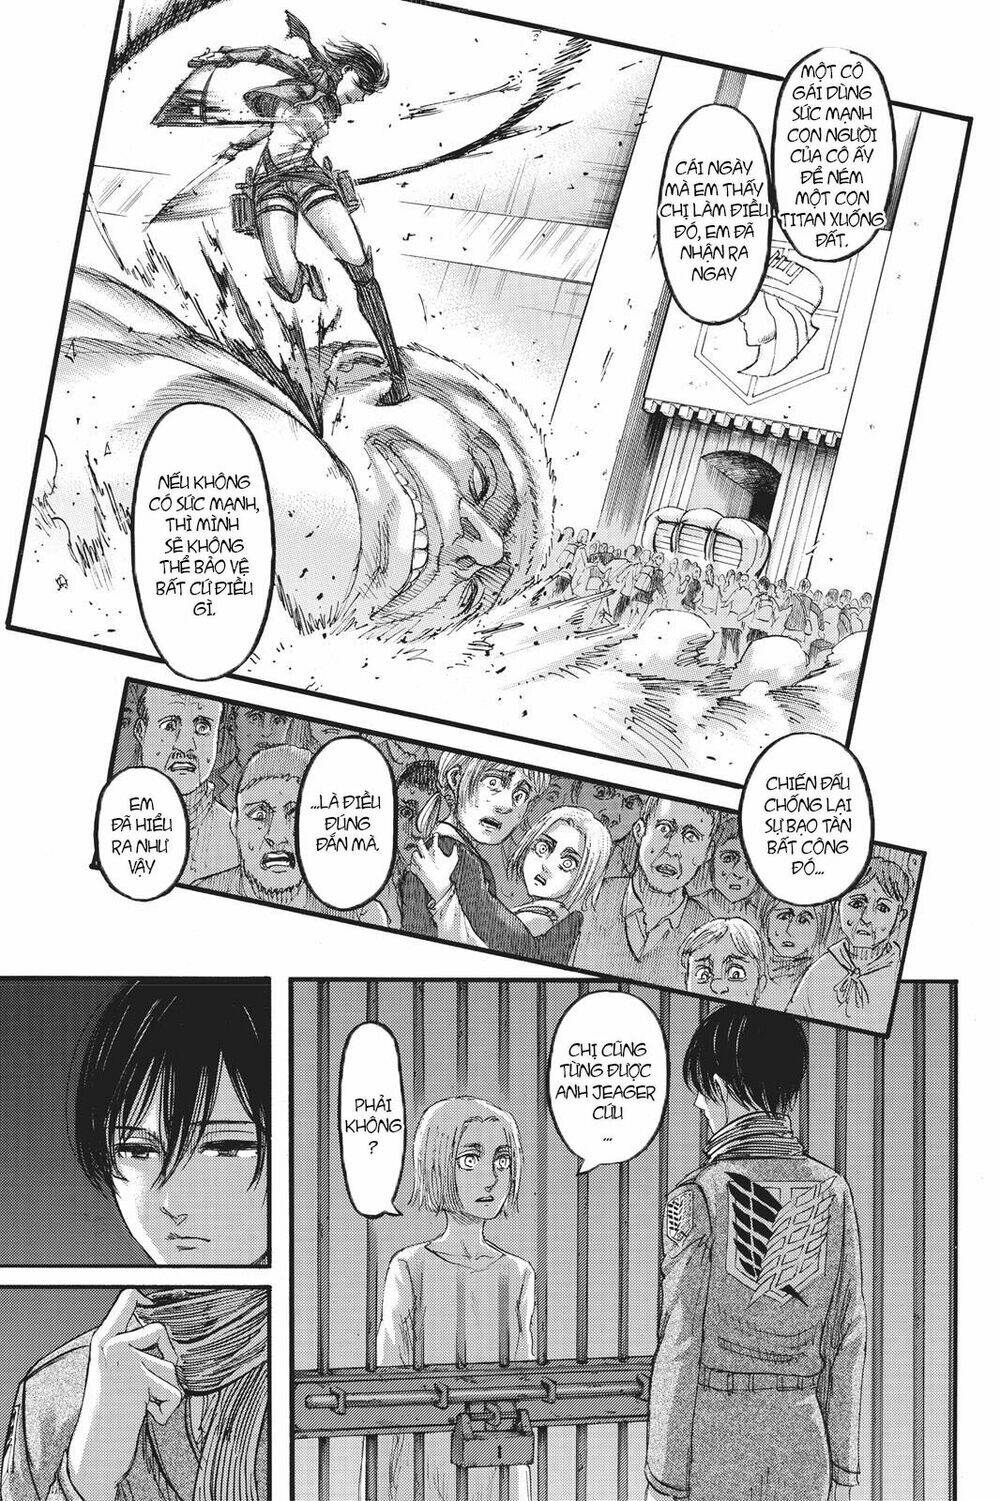 MỘT CÔ
GÁI DÙNG
SỨC MẠNH
CON NGƯỜI
CỦA CÔ ẤY
ĐỂ NÉM
MỘT CON
TITAN XUỐNG
ĐẤT.
CÁI NGÀY
MÀ EM THẤY
CHỊ LÀM ĐIỀU
ĐÓ, EM ĐÃ
NHẬN RA
NGAY
NẾU KHÔNG
CÓ SỨC MẠNH,
THÌ MÌNH
SẼ KHÔNG
THỂ BẢO VỆ
BẤT CỨ ĐIỀU
GÌ.
CHIẾN ĐẤU
CHỐNG LẠI
SỰ BẠO TÀN
BẤT CÔNG
ĐÓ...
...LÀ ĐIỀU
ĐÚNG
ĐẮN MÀ.
EM
ĐÃ HIỂU
RA NHƯ
VẬY
CHỊ CŨNG
TỪNG ĐƯỢC
ANH JEAGER
CỨU
...
PHẢI
KHÔNG
?